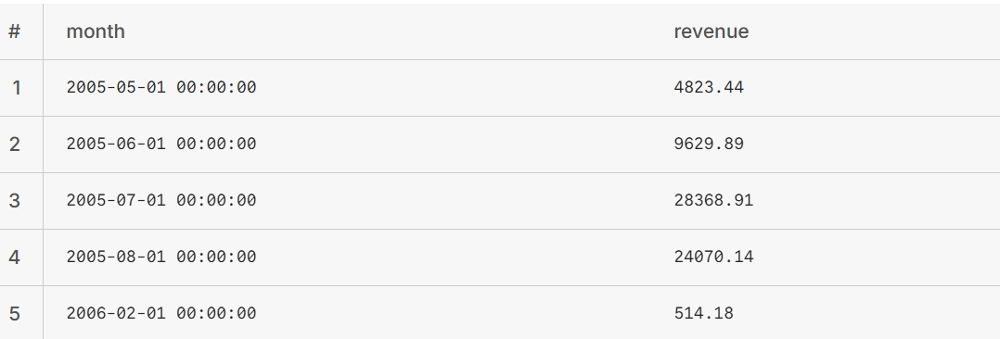 # month revenue
1 2005-05-01 00:00:00 4823.44
2 2005-06-01 00:00:00 9629.89
3 2005-07-01 00:00:00 28368.91
4 2005-08-01 00:00:00 24070.14
5 2006-02-01 00:00:00 514.18